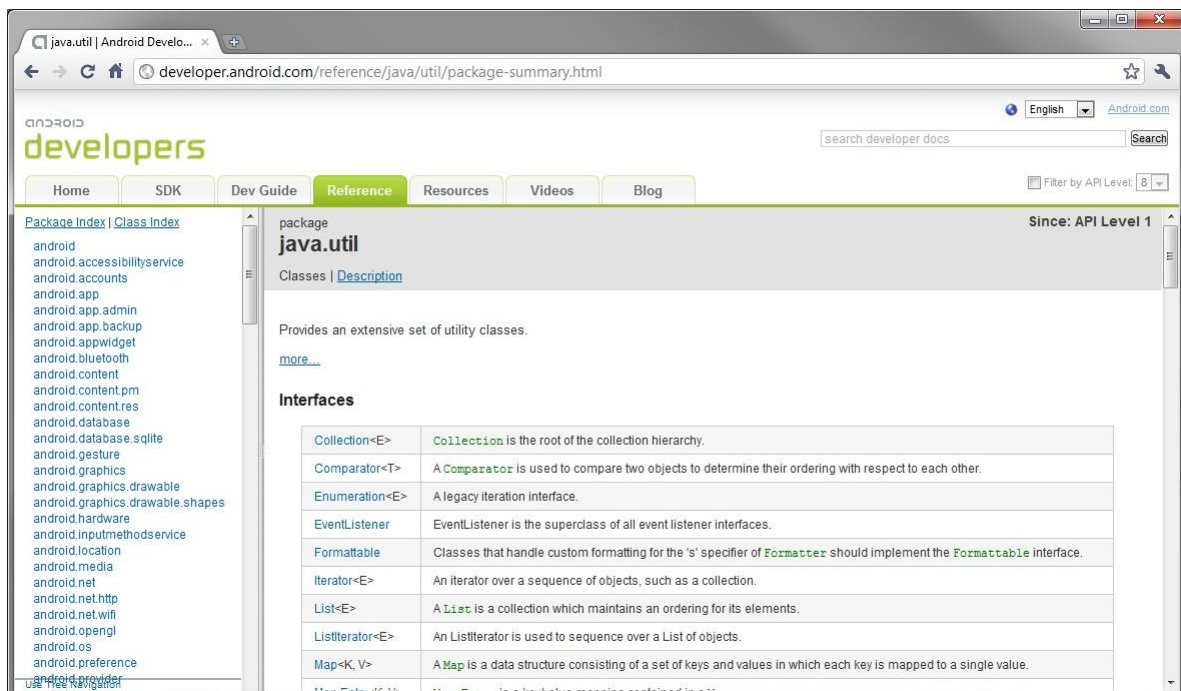 java.util | Android Develo...
developer.android.com/reference/java/util/package-summary.html
English
Android.com
android
developers
search developer docs
Search
Home
SDK
Dev Guide
Reference
Resources
Videos
Blog
Filter by API Level: 8
Package Index | Class Index
android
android.accessibilityservice
android.accounts
android.app
android.app.admin
android.app.backup
android.appwidget
android.bluetooth
android.content
android.content.pm
android.content.res
android.database
android.database.sqlite
android.gesture
android.graphics
android.graphics.drawable
android.graphics.drawable.shapes
android.hardware
android.inputmethodservice
android.location
android.media
android.net
android.net.http
android.net.wifi
android.opengl
android.os
android.preference
android.provider
Use Tree Navigation
package
Since: API Level 1
java.util
Classes | Description
Provides an extensive set of utility classes.
more...
Interfaces
Collection<E> Collection is the root of the collection hierarchy.
Comparator<T> A Comparator is used to compare two objects to determine their ordering with respect to each other.
Enumeration<E> A legacy iteration interface.
EventListener EventListener is the superclass of all event listener interfaces.
Formattable Classes that handle custom formatting for the 's' specifier of Formatter should implement the Formattable interface.
Iterator<E> An iterator over a sequence of objects, such as a collection.
List<E> A List is a collection which maintains an ordering for its elements.
ListIterator<E> An ListIterator is used to sequence over a List of objects.
Map<K, V> A Map is a data structure consisting of a set of keys and values in which each key is mapped to a single value.